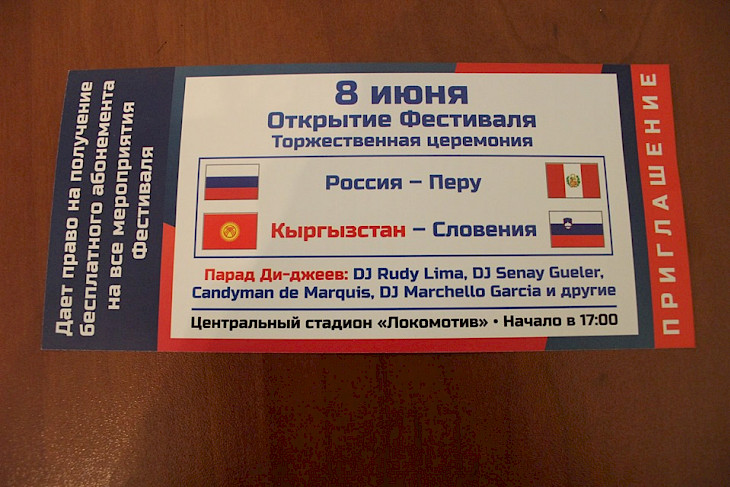 Дает право на получение
бесплатного абонемента
на все мероприятия
Фестиваля
8 июня
Открытие Фестиваля
Торжественная церемония
Россия – Перу
Кыргызстан – Словения
Парад Ди-джеев: DJ Rudy Lima, DJ Senay Gueler,
Candyman de Marquis, DJ Marchello Garcia и другие
Центральный стадион «Локомотив» • Начало в 17:00
ПРИГЛАШЕНИЕ